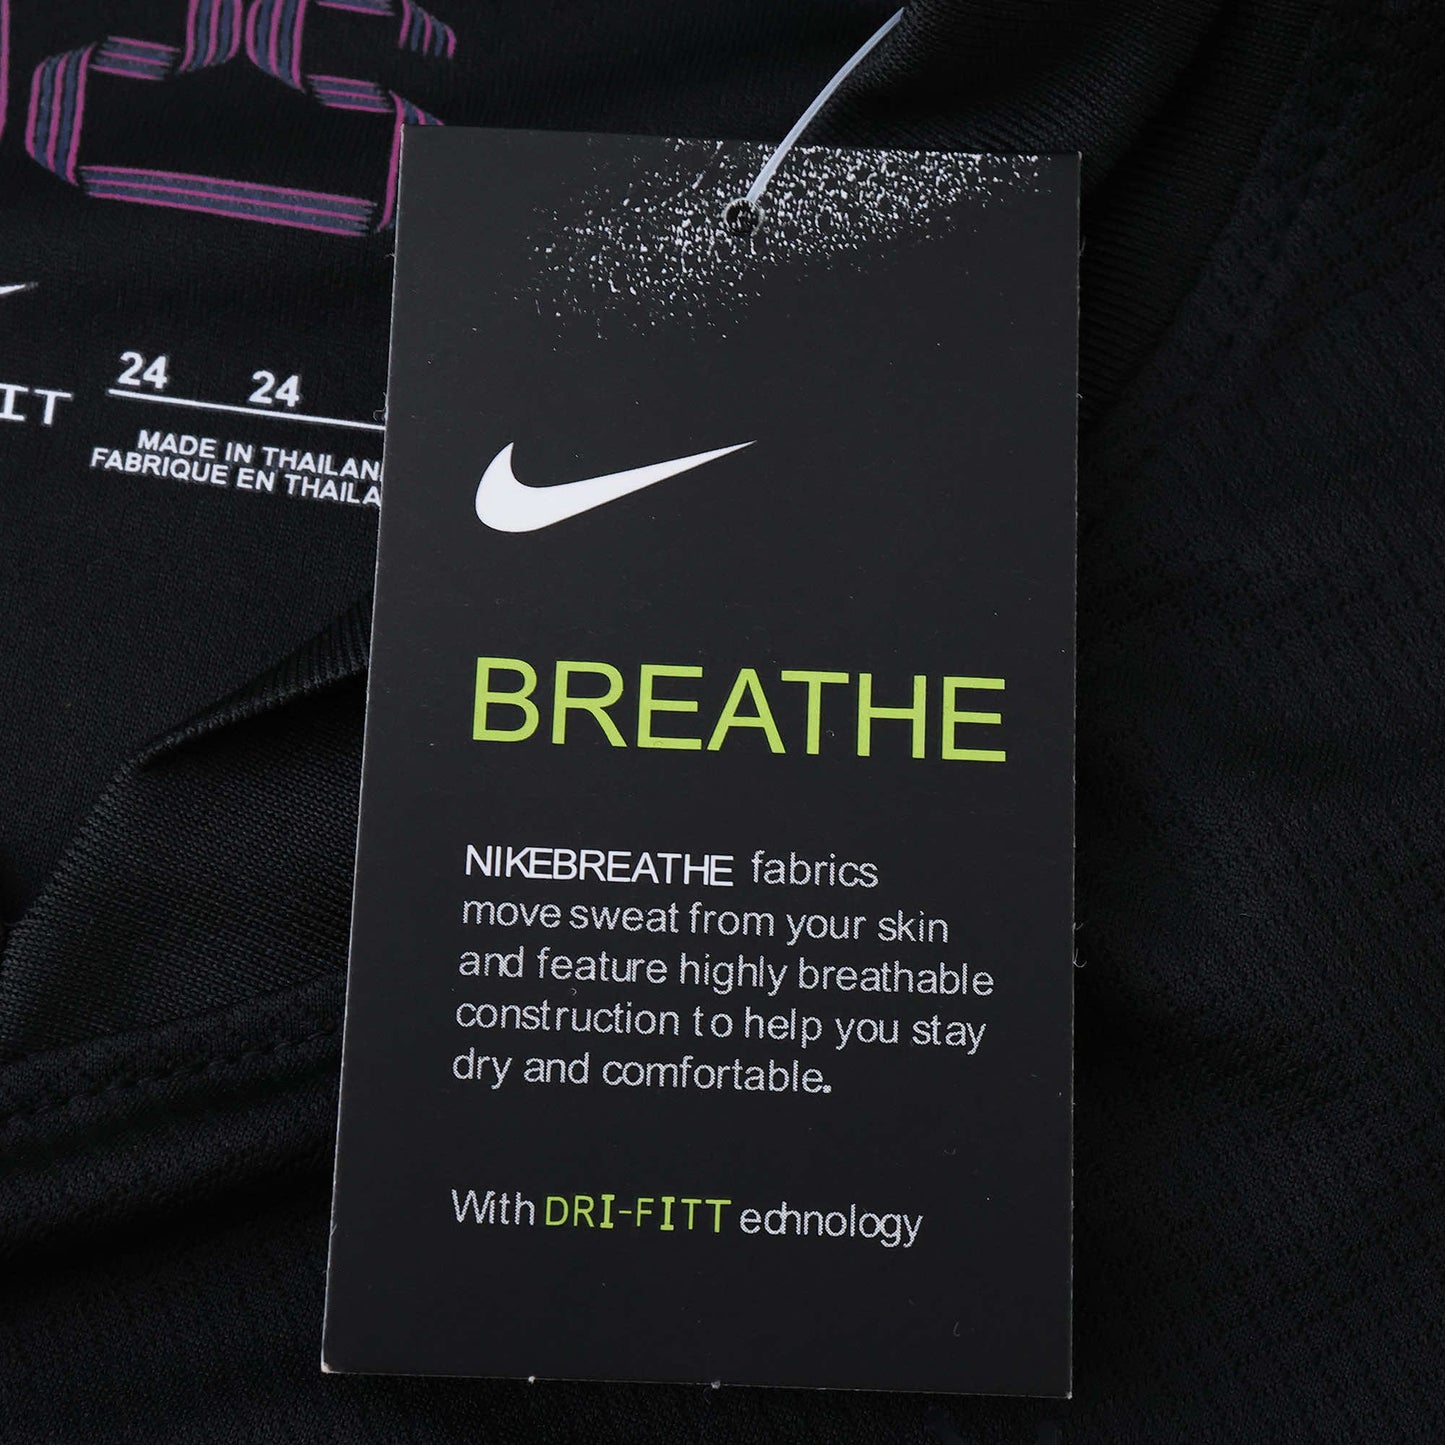 IT
24 24
MADE IN THAILAN
FABRIQUE EN THAILA
BREATHE
NIKEBREATHE fabrics
move sweat from your skin
and feature highly breathable
construction to help you stay
dry and comfortable.
With DRI-FITT echnology